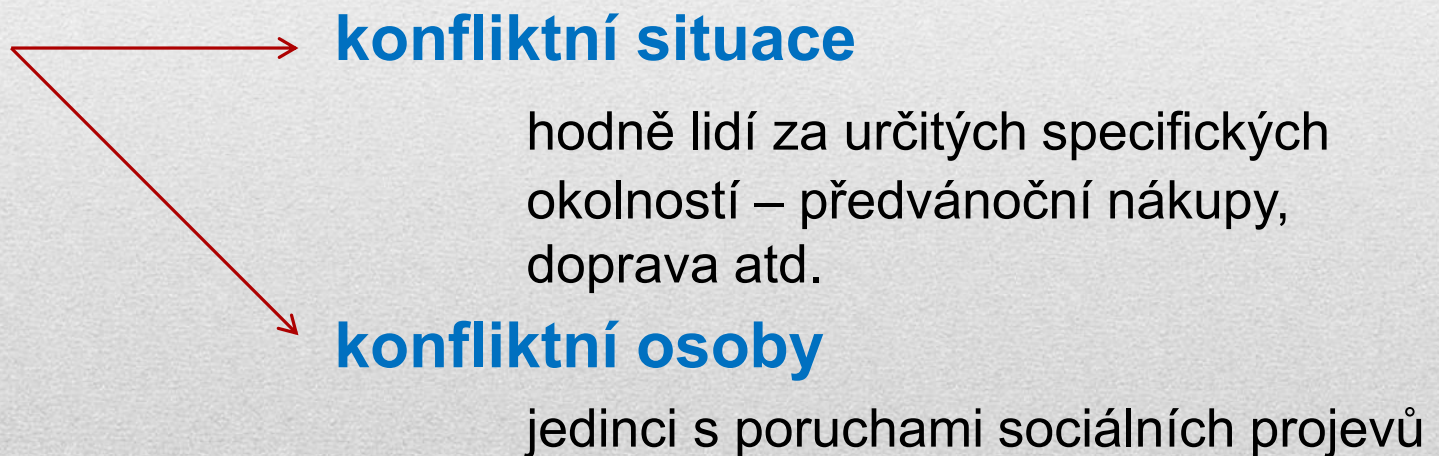 konfliktní situace
hodně lidí za určitých specifických
okolností – předvánoční nákupy,
doprava atd.
konfliktní osoby
jedinci s poruchami sociálních projevů